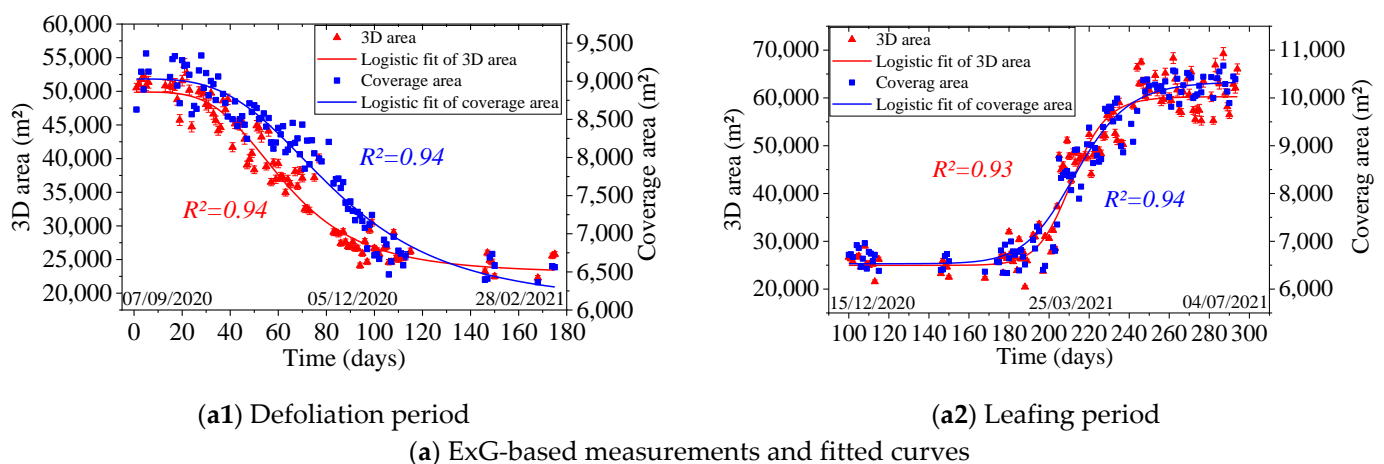 60,000
55,000
50,000
45,000
40,000
35,000
30,000
25,000
20,000
3D area (m²)
3D area
Logistic fit of 3D area
Coverage area
Logistic fit of coverage area
R²=0.94
R²=0.94
07/09/2020 05/12/2020 28/02/2021
0 20 40 60 80 100 120 140 160 180
Time (days)
9,500
9,000
8,500
8,000
7,500
7,000
6,500
6,000
Coverage area (m²)
(a1) Defoliation period
70,000
60,000
50,000
40,000
30,000
20,000
3D area (m²)
3D area
Logistic fit of 3D area
Coverag area
Logistic fit of coverage area
R²=0.93
R²=0.94
15/12/2020 25/03/2021 04/07/2021
100 120 140 160 180 200 220 240 260 280 300
Time (days)
11,000
10,000
9,000
8,000
7,000
6,000
Coverag area (m²)
(a2) Leafing period
(a) ExG-based measurements and fitted curves